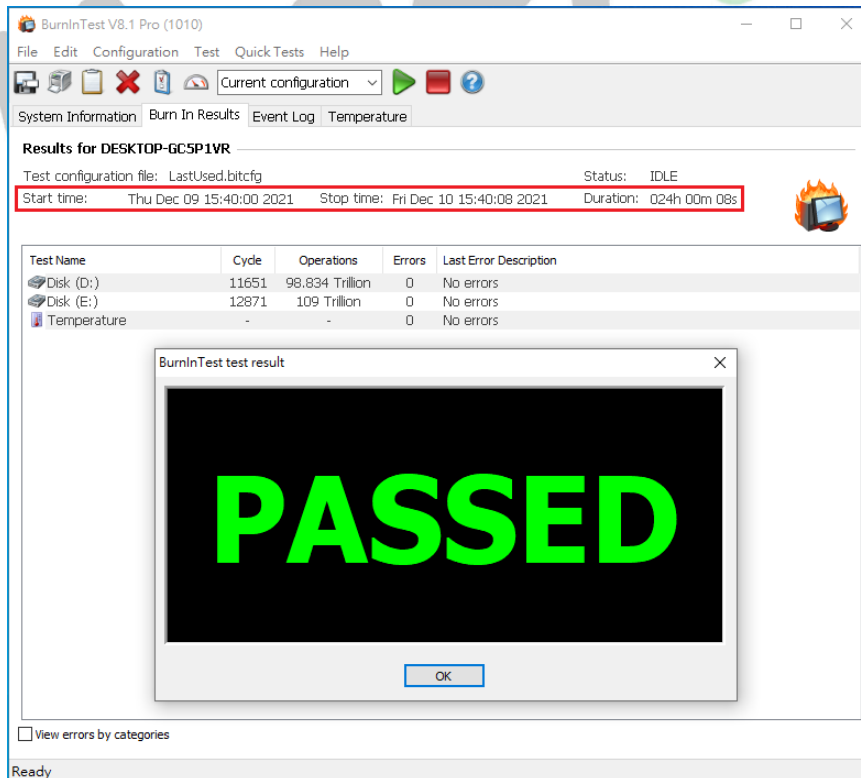 BurnInTest V8.1 Pro (1010)
File Edit Configuration Test Quick Tests Help
Current configuration
System Information Burn In Results Event Log Temperature
Results for DESKTOP-GC5P1VR
Test configuration file: LastUsed.bitcfg Status: IDLE
Start time: Thu Dec 09 15:40:00 2021 Stop time: Fri Dec 10 15:40:08 2021 Duration: 024h 00m 08s
Test Name Cycle Operations Errors Last Error Description
Disk (D:) 11651 98.834 Trillion 0 No errors
Disk (E:) 12871 109 Trillion 0 No errors
Temperature - - 0 No errors
BurnInTest test result
PASSED
OK
View errors by categories
Ready